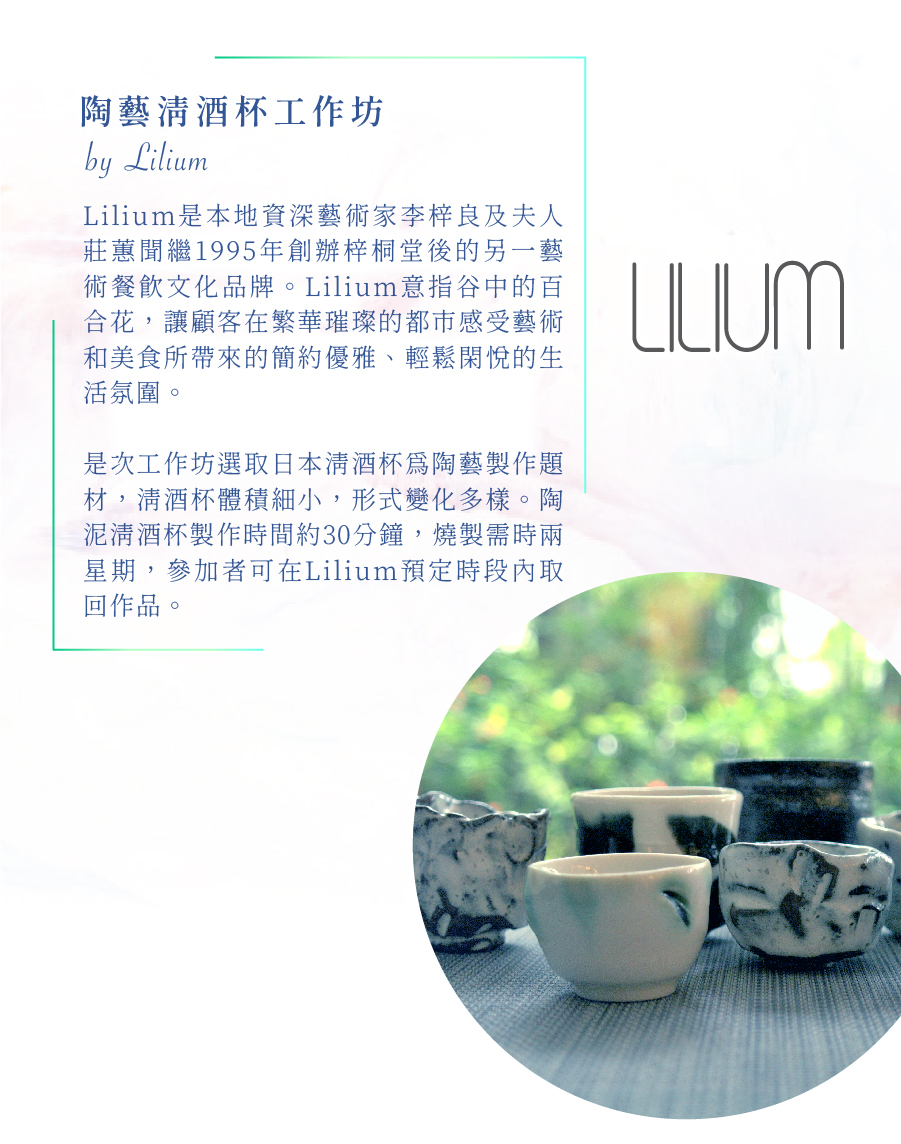 陶藝淸酒杯工作坊
by Lilium
Lilium是本地資深藝術家李梓良及夫人
莊蕙聞繼1995年創辦梓桐堂後的另一藝
術餐飮文化品牌。Lilium意指谷中的百
合花，讓顧客在繁華璀璨的都市感受藝術
和美食所帶來的簡約優雅、輕鬆閑悅的生
活氛圍。
LILIUM
是次工作坊選取日本淸酒杯爲陶藝製作題
材，淸酒杯體積細小，形式變化多樣。陶
泥淸酒杯製作時間約30分鐘，燒製需時兩
星期，參加者可在Lilium預定時段內取
回作品。